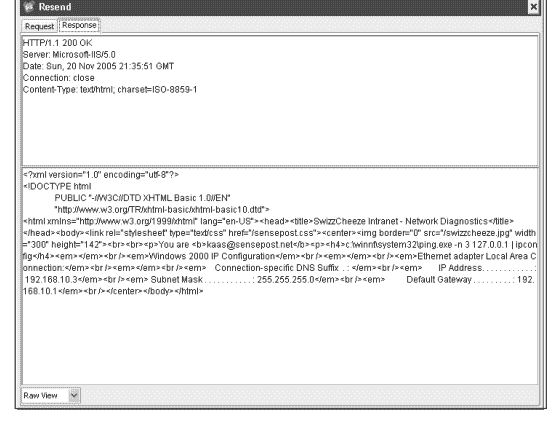 Resend
Request Response
HTTP/1.1 200 OK
Server: Microsoft-IIS/5.0
Date: Sun, 20 Nov 2005 21:35:51 GMT
Connection: close
Content-Type: text/html; charset=ISO-8859-1
<?xml version="1.0" encoding="utf-8"?>
<!DOCTYPE html
PUBLIC "-//W3C//DTD XHTML Basic 1.0//EN"
"http://www.w3.org/TR/xhtml-basic/xhtml-basic10.dtd">
<html xmlns="http://www.w3.org/1999/xhtml" lang="en-US"><head><title>SwizzCheeze Intranet - Network Diagnostics</title>
</head><body><link rel="stylesheet" type="text/css" href="/sensepost.css"><center><img border="0" src="/swizzcheeze.jpg" width
="300" height="142"><br><br><p>You are <b>kaas@sensepost.net</b><p><h4>c:\winnt\system32\ping.exe -n 3 127.0.0.1 | ipcon
fig</h4><em></em><br /><em>Windows 2000 IP Configuration</em><br /><em></em><br /><em>Ethernet adapter Local Area C
onnection:</em><br /><em></em><br /><em> Connection-specific DNS Suffix . : </em><br /><em> IP Address. . . . . . . . . . . . :
192.168.10.3</em><br /><em> Subnet Mask . . . . . . . . . . . : 255.255.255.0</em><br /><em> Default Gateway . . . . . . . . . : 192.
168.10.1</em><br /></center></body></html>
Raw View